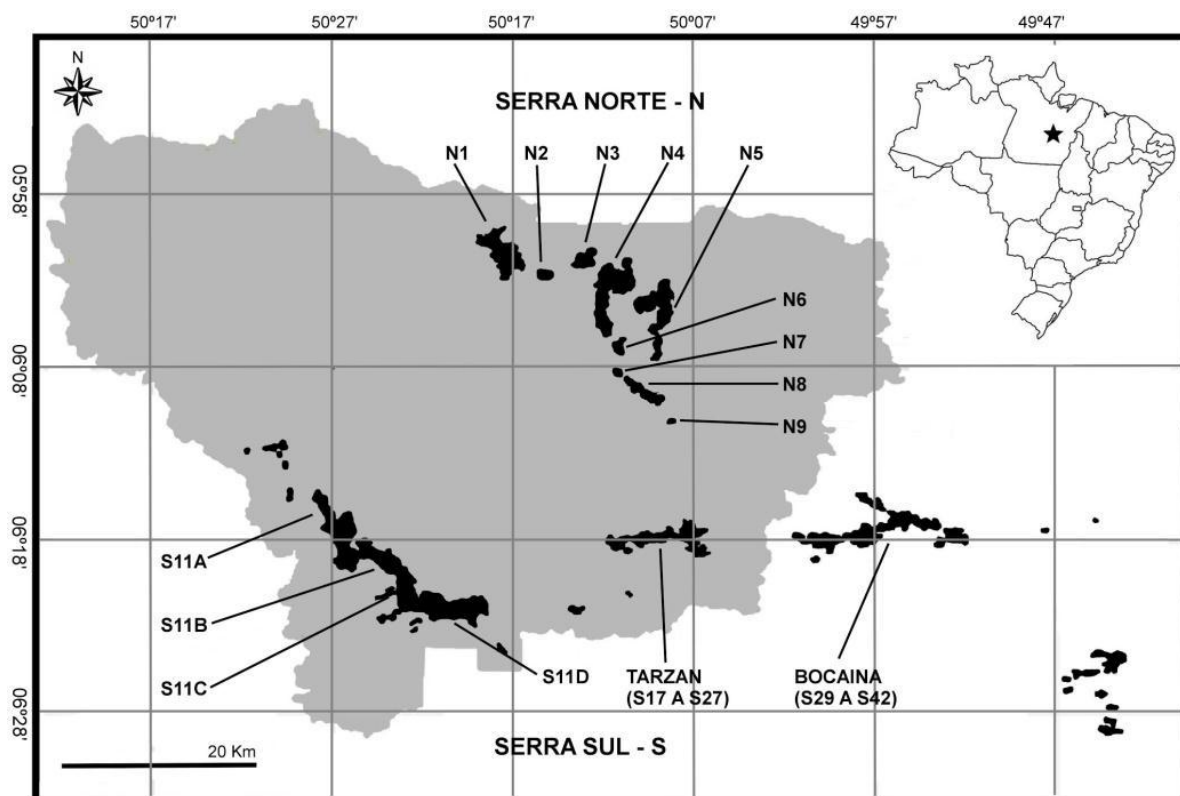 50º17'
50º27'
50º17'
50º07'
49º57'
49º47'
N
SERRA NORTE - N
N1
N2
N3
N4
N5
05º58'
N6
N7
06º08'
N8
N9
06º18'
S11A
S11B
S11C
S11D
TARZAN
(S17 A S27)
BOCAINA
(S29 A S42)
06º28'
20 Km
SERRA SUL - S